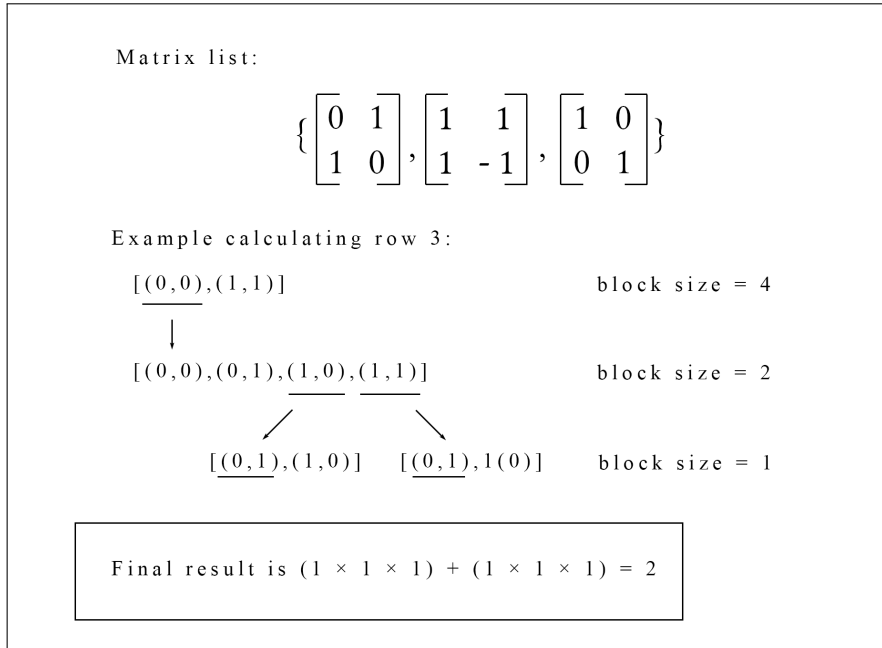 Matrix list:
{[0 1
1 0], [1 1
1 -1], [1 0
0 1]}
Example calculating row 3:
[(0,0),(1,1)] block size = 4
[(0,0),(0,1),(1,0),(1,1)] block size = 2
[(0,1),(1,0)] [(0,1),1(0)] block size = 1
Final result is (1 × 1 × 1) + (1 × 1 × 1) = 2